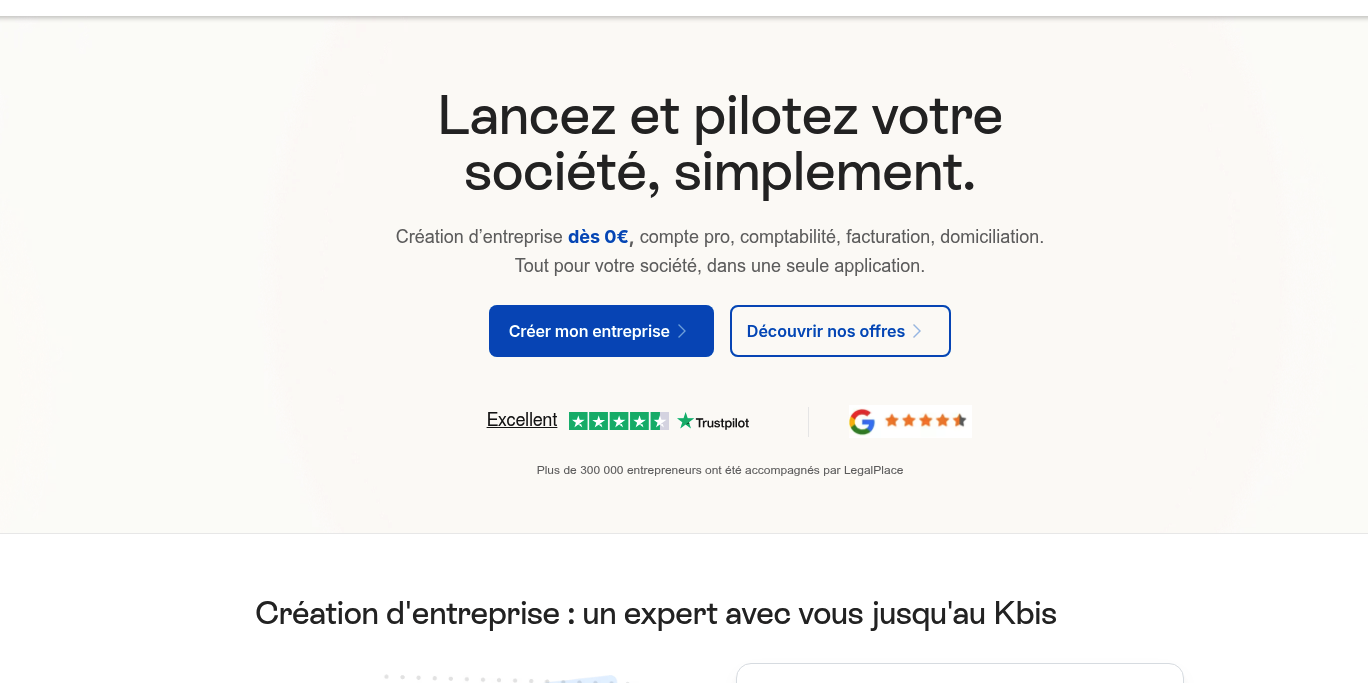 Lancez et pilotez votre
société, simplement.
Création d’entreprise dès 0€, compte pro, comptabilité, facturation, domiciliation.
Tout pour votre société, dans une seule application.
Créer mon entreprise
Découvrir nos offres
Excellent
Trustpilot
Plus de 300 000 entrepreneurs ont été accompagnés par LegalPlace
Création d'entreprise : un expert avec vous jusqu'au Kbis